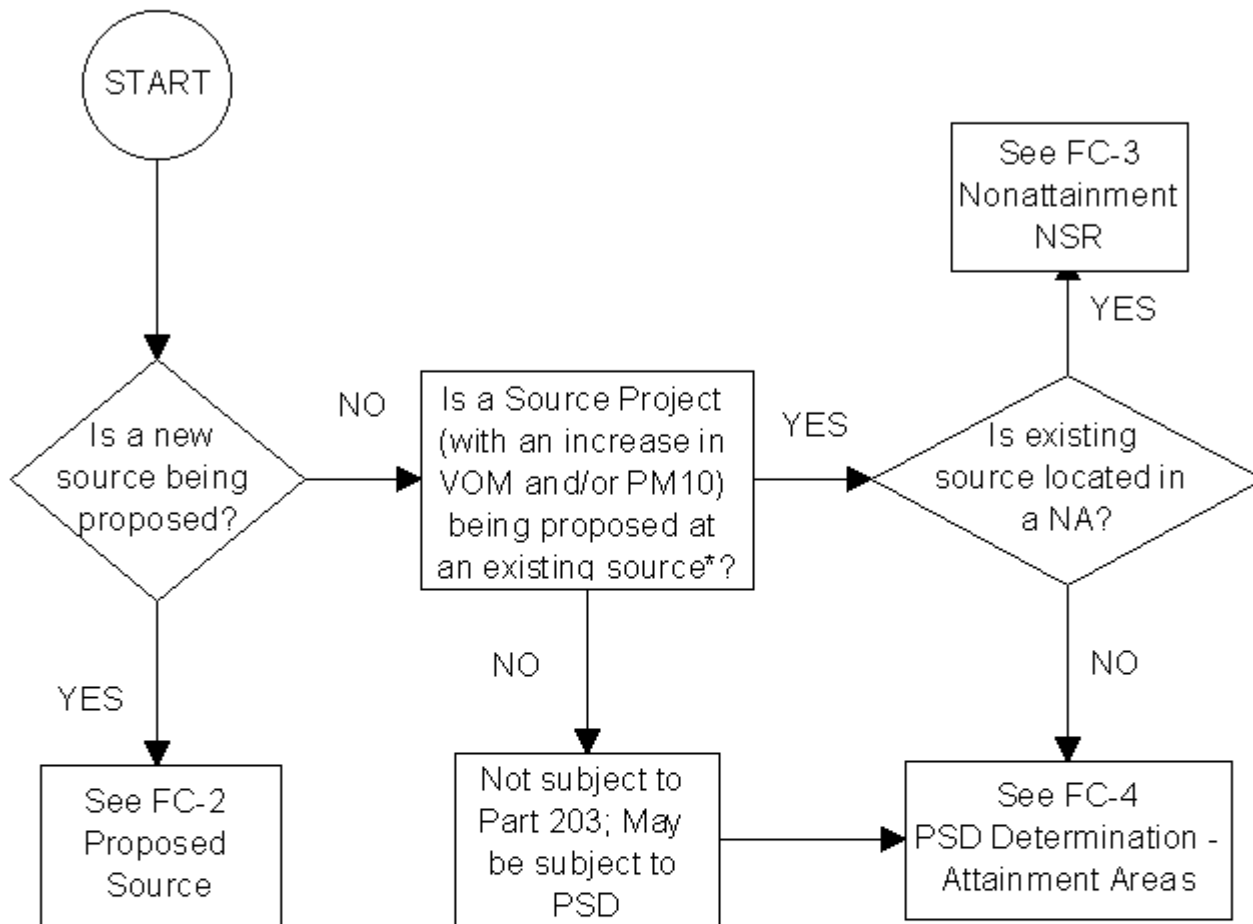 START
See FC-3
Nonattainment
NSR
YES
Is a new
source being
proposed?
NO
Is a Source Project
(with an increase in
VOM and/or PM10)
being proposed at
an existing source*?
YES
Is existing
source located in
a NA?
YES
NO
NO
See FC-2
Proposed
Source
Not subject to
Part 203; May
be subject to
PSD
See FC-4
PSD Determination -
Attainment Areas